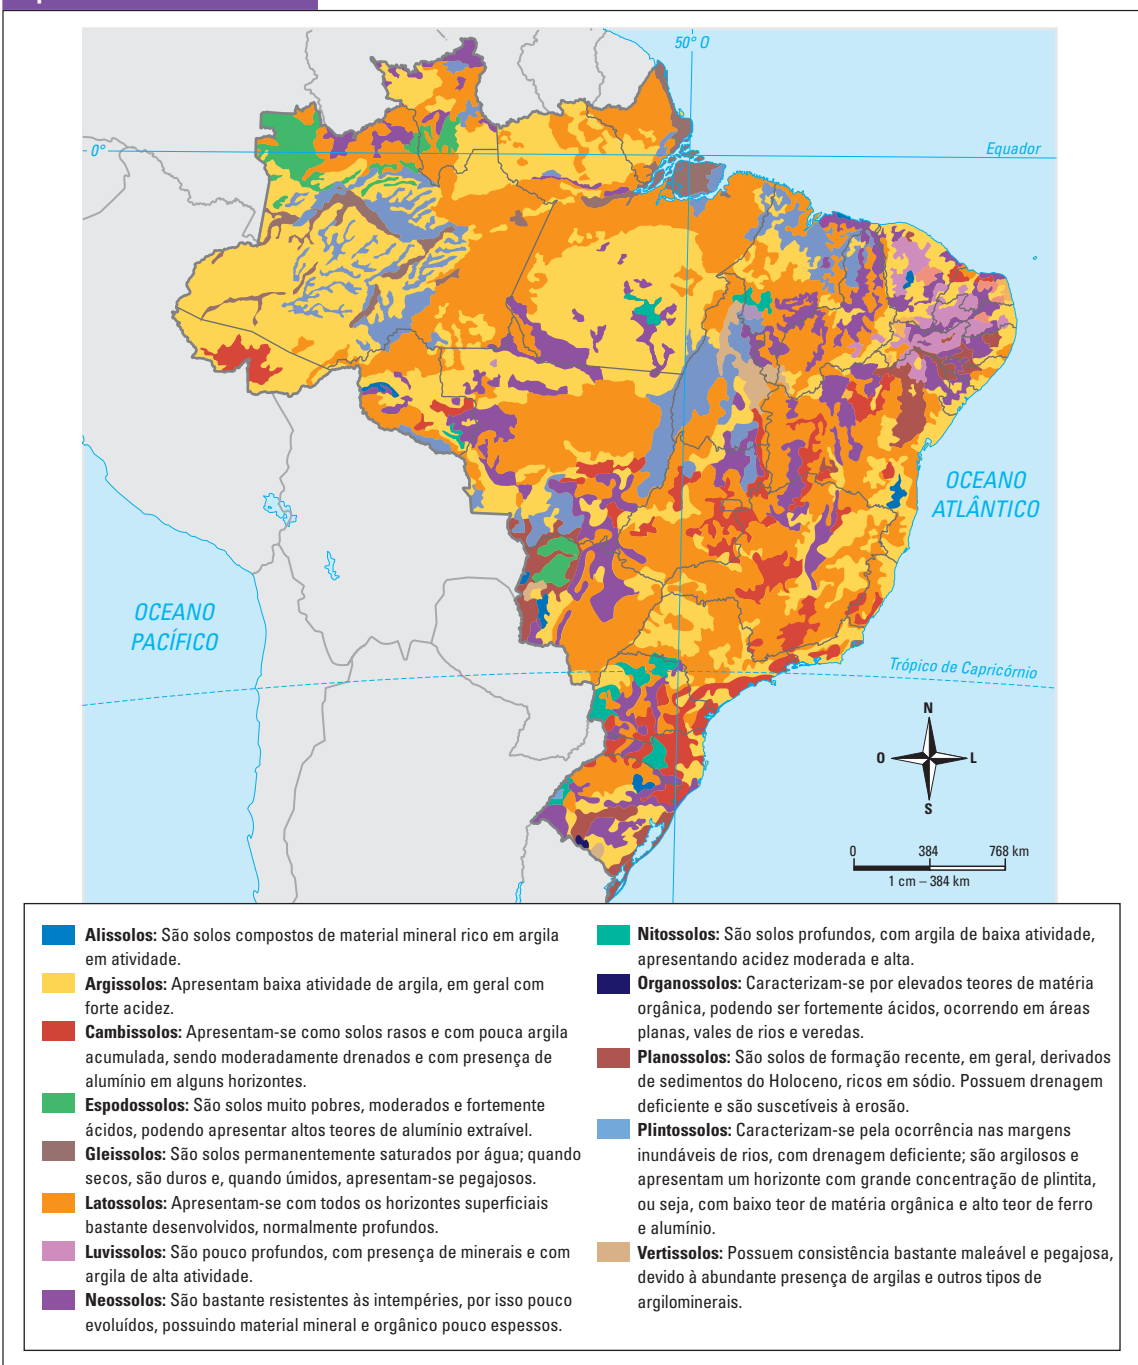 50° O
0°
Equador
OCEANO
ATLÂNTICO
OCEANO
PACÍFICO
Trópico de Capricórnio
N
O
L
S
0 384 768 km
1 cm – 384 km
Alissolos: São solos compostos de material mineral rico em argila
em atividade.
Argissolos: Apresentam baixa atividade de argila, em geral com
forte acidez.
Cambissolos: Apresentam-se como solos rasos e com pouca argila
acumulada, sendo moderadamente drenados e com presença de
alumínio em alguns horizontes.
Espodossolos: São solos muito pobres, moderados e fortemente
ácidos, podendo apresentar altos teores de alumínio extraível.
Gleissolos: São solos permanentemente saturados por água; quando
secos, são duros e, quando úmidos, apresentam-se pegajosos.
Latossolos: Apresentam-se com todos os horizontes superficiais
bastante desenvolvidos, normalmente profundos.
Luvissolos: São pouco profundos, com presença de minerais e com
argila de alta atividade.
Neossolos: São bastante resistentes às intempéries, por isso pouco
evoluídos, possuindo material mineral e orgânico pouco espessos.
Nitossolos: São solos profundos, com argila de baixa atividade,
apresentando acidez moderada e alta.
Organossolos: Caracterizam-se por elevados teores de matéria
orgânica, podendo ser fortemente ácidos, ocorrendo em áreas
planas, vales de rios e veredas.
Planossolos: São solos de formação recente, em geral, derivados
de sedimentos do Holoceno, ricos em sódio. Possuem drenagem
deficiente e são suscetíveis à erosão.
Plintossolos: Caracterizam-se pela ocorrência nas margens
inundáveis de rios, com drenagem deficiente; são argilosos e
apresentam um horizonte com grande concentração de plintita,
ou seja, com baixo teor de matéria orgânica e alto teor de ferro
e alumínio.
Vertissolos: Possuem consistência bastante maleável e pegajosa,
devido à abundante presença de argilas e outros tipos de
argilominerais.